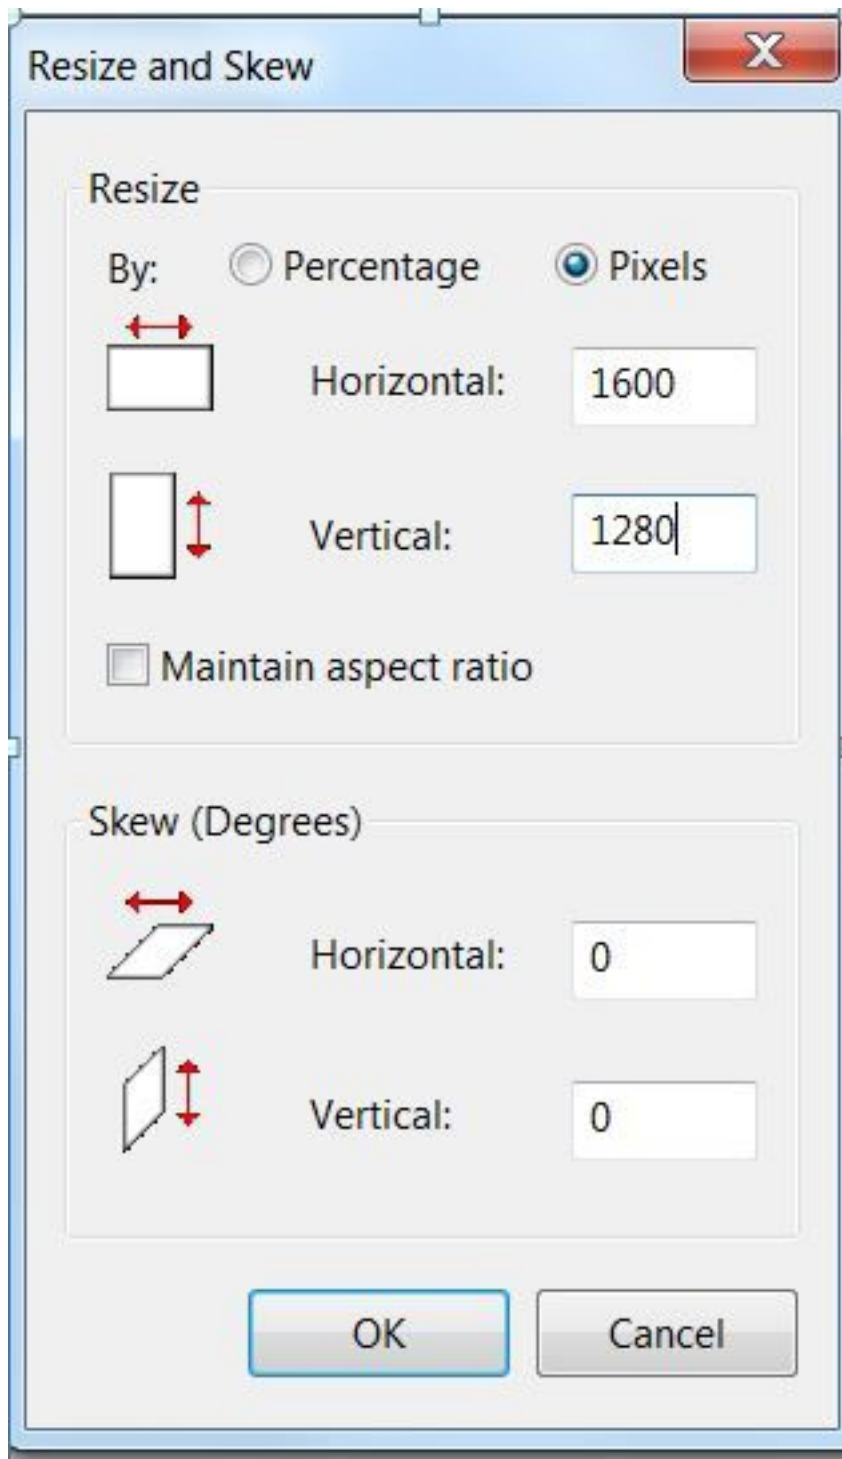 Resize and Skew
Resize
By: Percentage Pixels
Horizontal: 1600
Vertical: 1280
Maintain aspect ratio
Skew (Degrees)
Horizontal: 0
Vertical: 0
OK Cancel